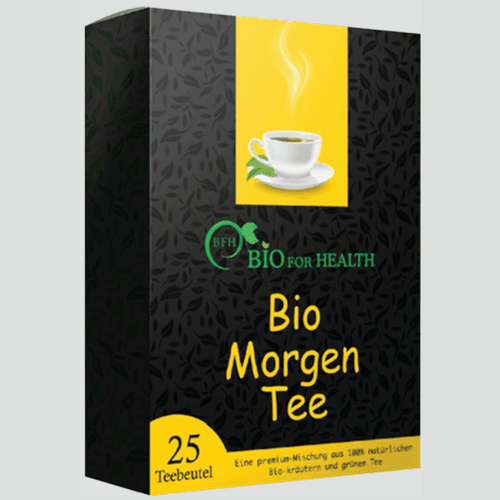 BFH
BIO FOR HEALTH
Bio
Morgen
Tee
25
Teebeutel
Eine premium-Mischung aus 100% natürlichen
Bio-kräutern und grünem Tee